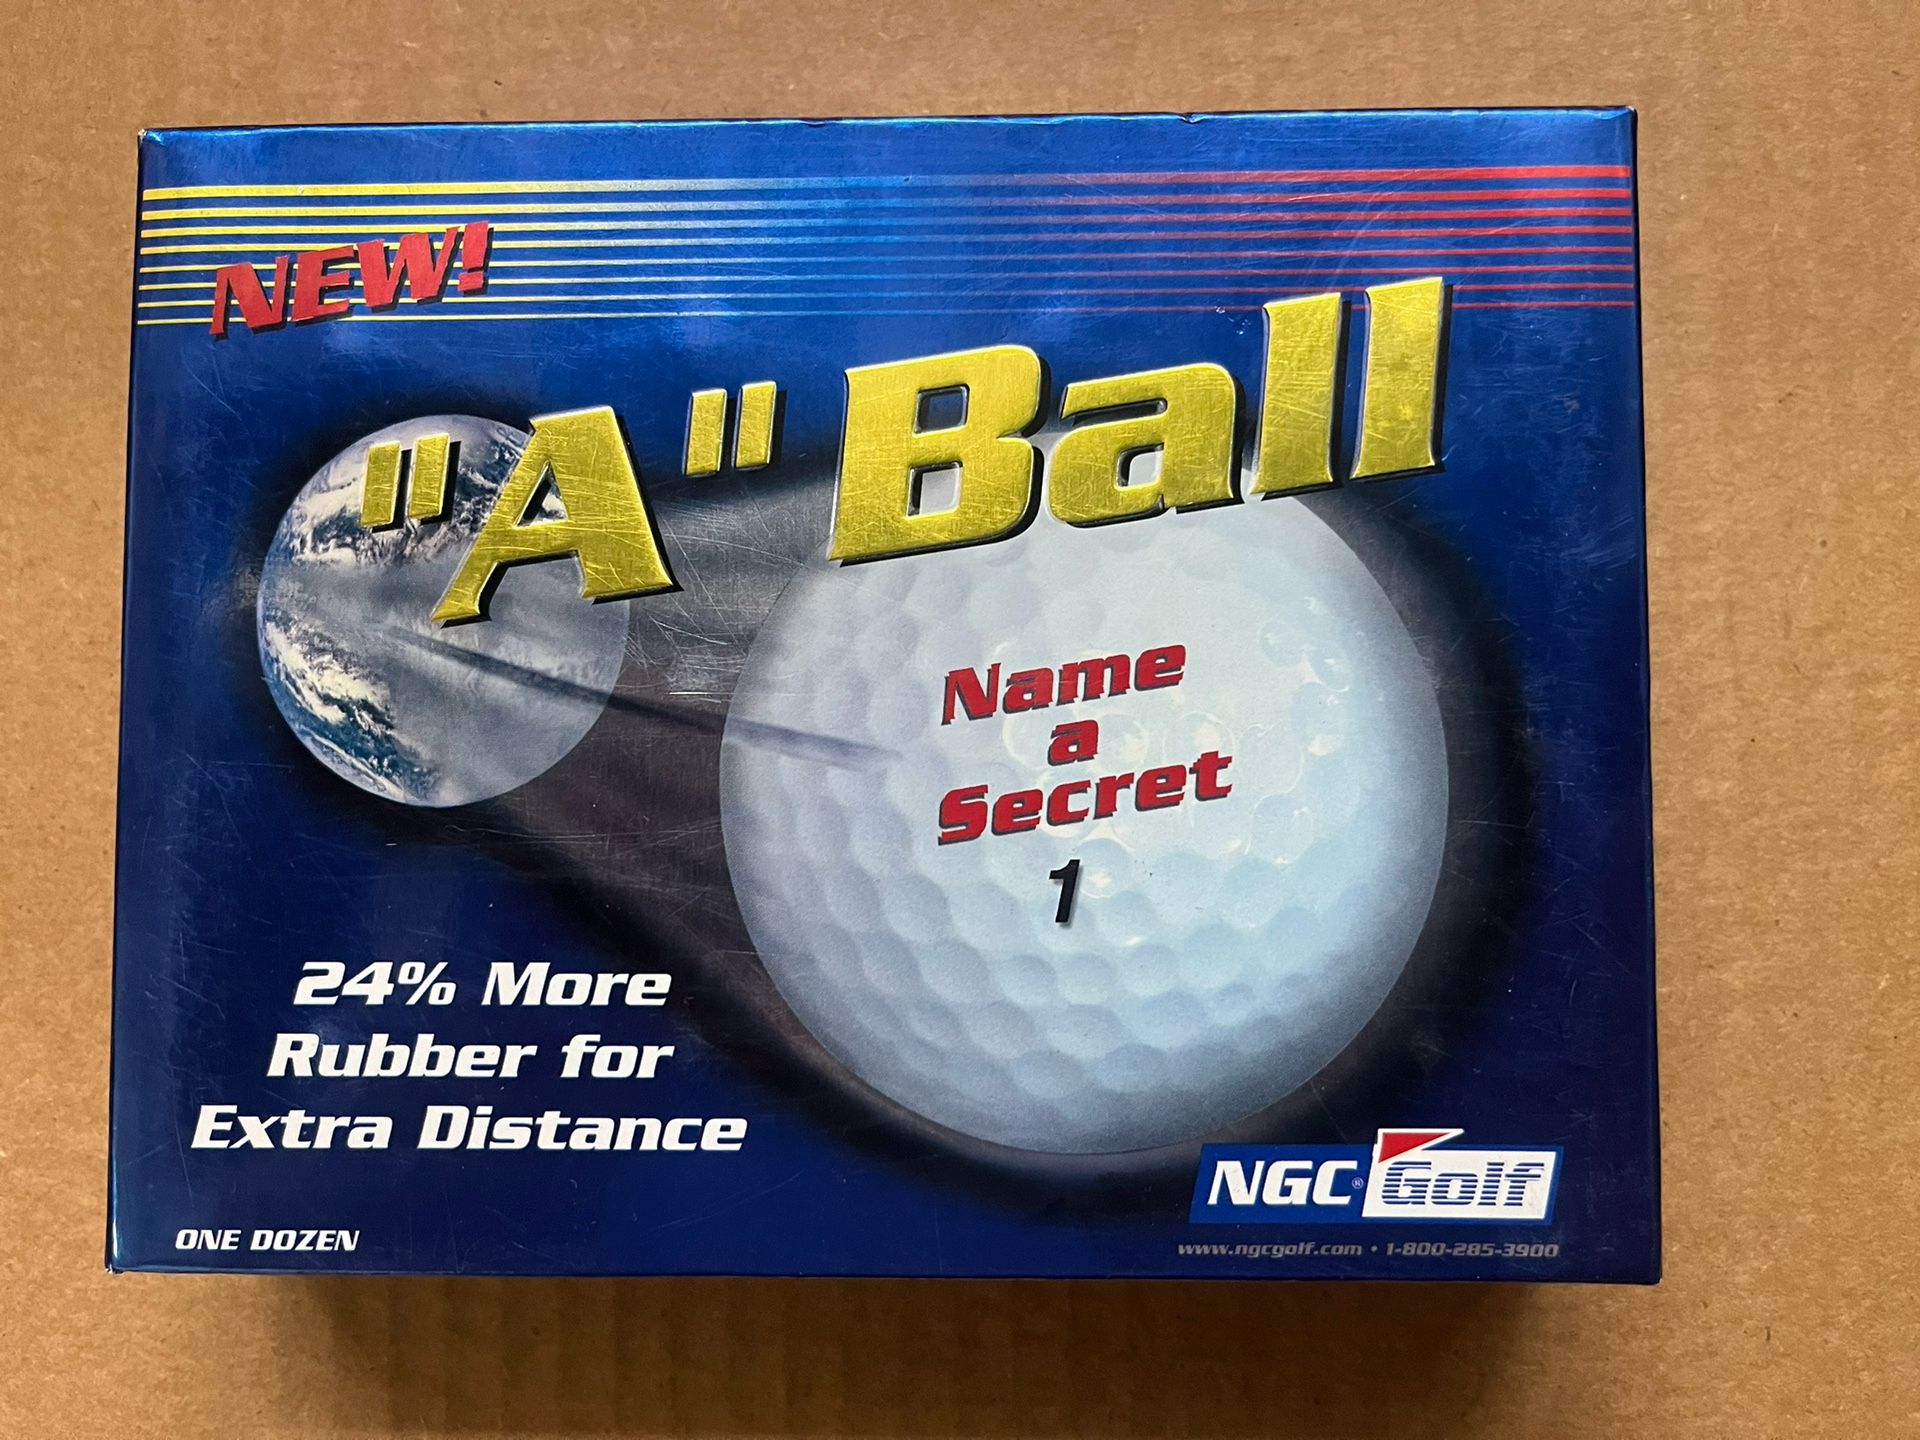 NEW!
"A" Ball
Name
a
Secret
1
24% More
Rubber for
Extra Distance
NGC® Golf
ONE DOZEN
www.ngcgolf.com • 1-800-285-3900